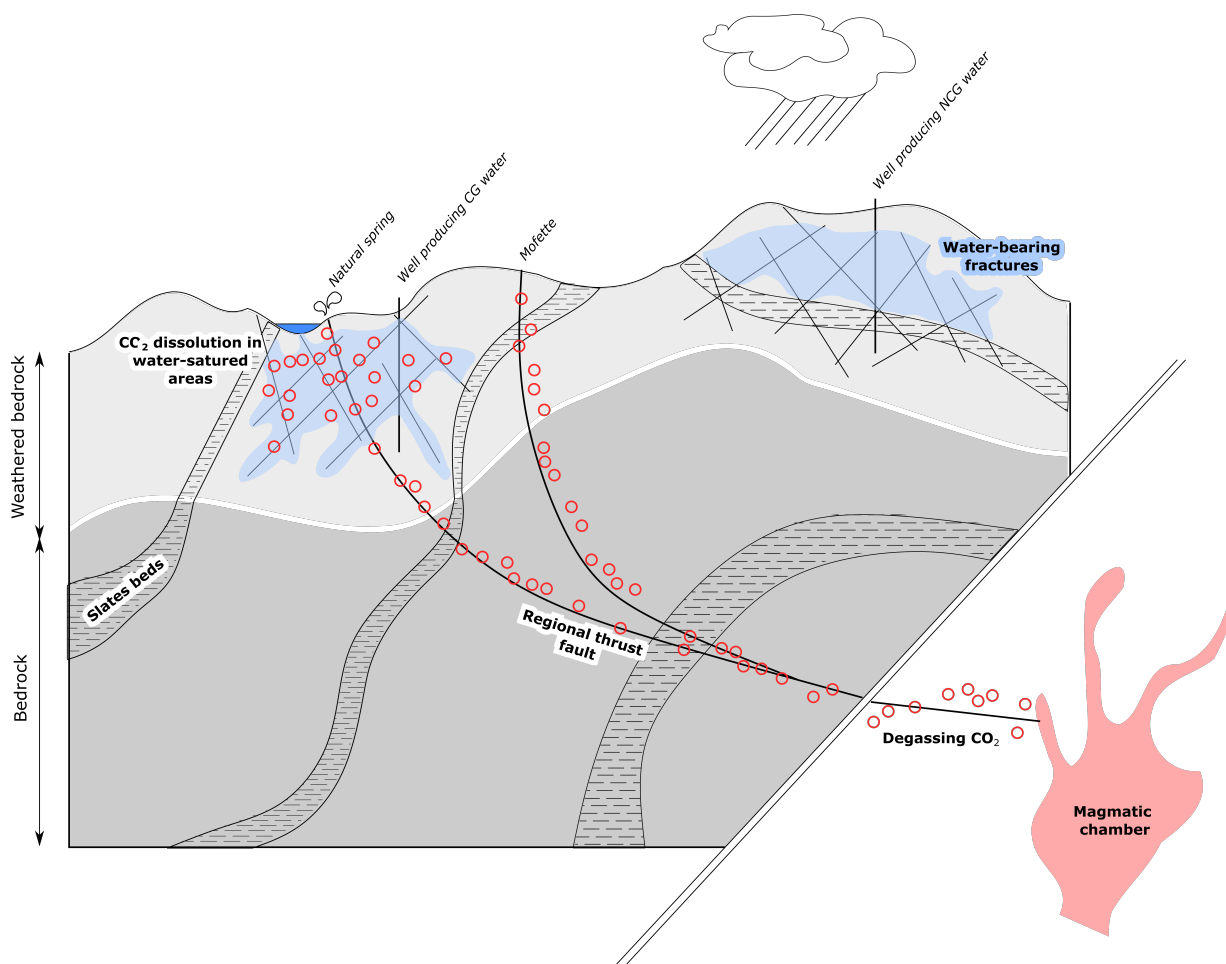 Well producing NCG water
Well producing CG water
Natural spring
Mofette
Water-bearing
fractures
CC₂ dissolution in
water-satured
areas
Weathered bedrock
Slates beds
Regional thrust
fault
Bedrock
Degassing CO₂
Magmatic
chamber